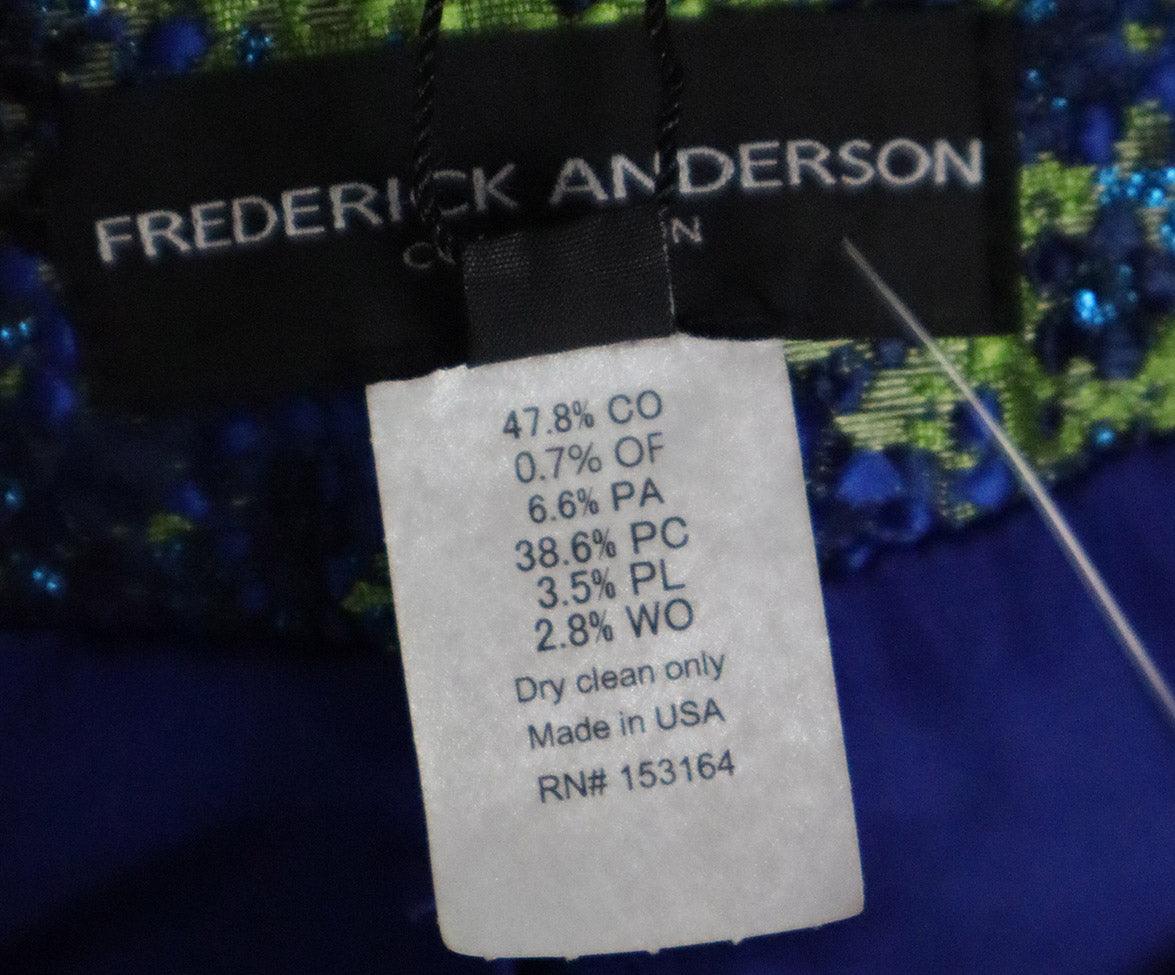 FREDERICK ANDERSON
47.8% CO
0.7% OF
6.6% PA
38.6% PC
3.5% PL
2.8% WO
Dry clean only
Made in USA
RN# 153164